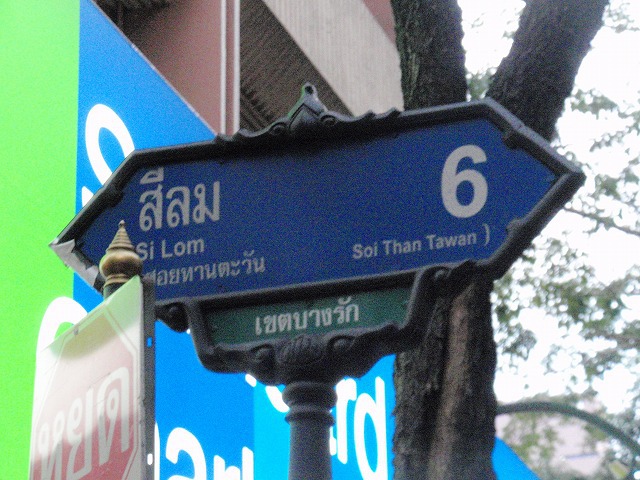 สีลม 6
Si Lom
ซอยทานตะวัน Soi Than Tawan )
เขตบางรัก